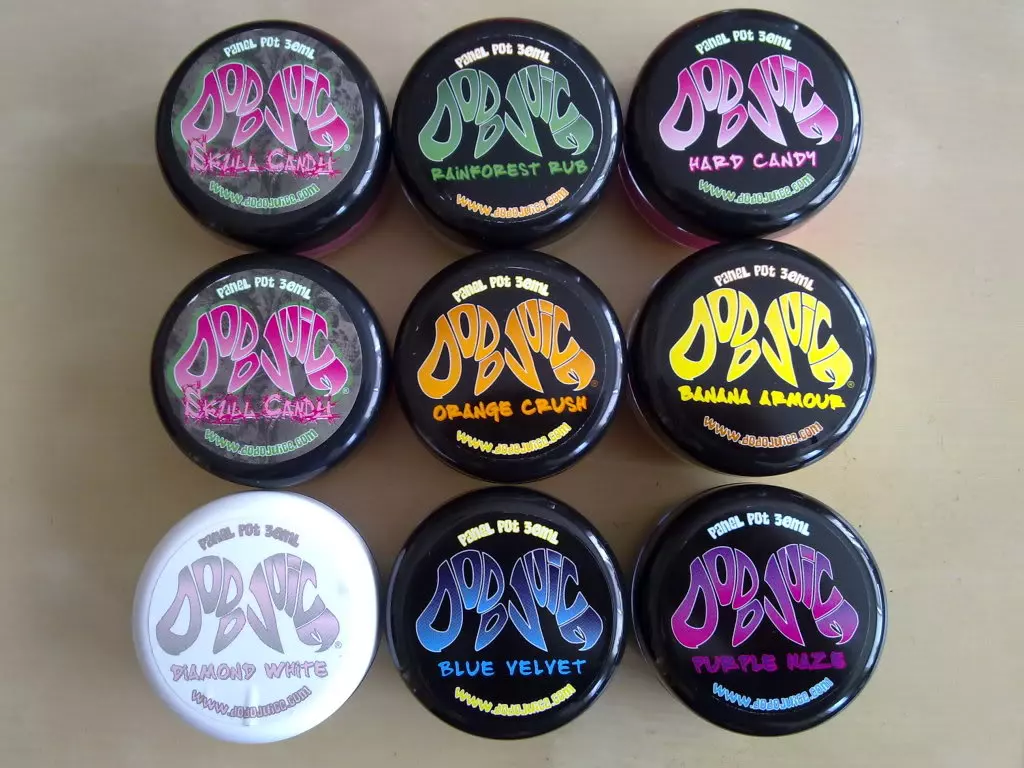 PANEL POT 30ML
DODO JUICE
SKULL CANDY
www.dodojuice.com
PANEL POT 30ML
DODO JUICE
RAINFOREST RUB
www.dodojuice.com
PANEL POT 30ML
DODO JUICE
HARD CANDY
www.dodojuice.com
PANEL POT 30ML
DODO JUICE®
SKULL CANDY
www.dodojuice.com
PANEL POT 30ML
DODO JUICE®
ORANGE CRUSH
www.dodojuice.com
PANEL POT 30ML
DODO JUICE®
BANANA ARMOUR
www.dodojuice.com
PANEL POT 30ML
DODO JUICE®
DIAMOND WHITE
www.dodojuice.com
PANEL POT 30ML
DODO JUICE
BLUE VELVET
www.dodojuice.com
PANEL POT 30ML
DODO JUICE
PURPLE HAZE
www.dodojuice.com